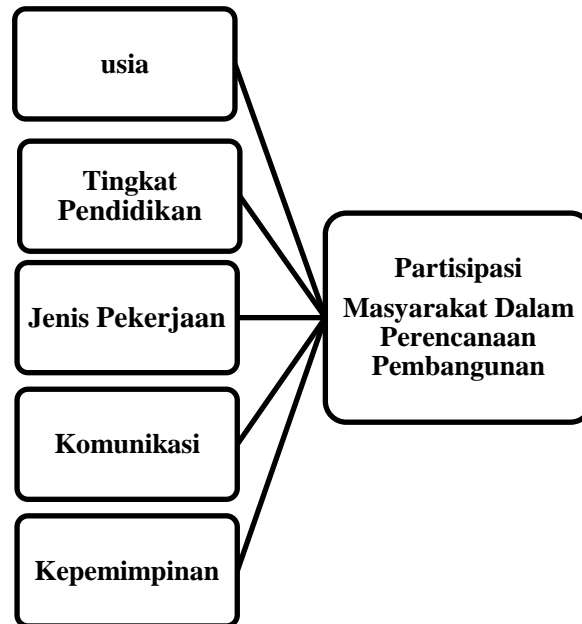 usia
Tingkat
Pendidikan
Jenis Pekerjaan
Komunikasi
Kepemimpinan
Partisipasi
Masyarakat Dalam
Perencanaan
Pembangunan